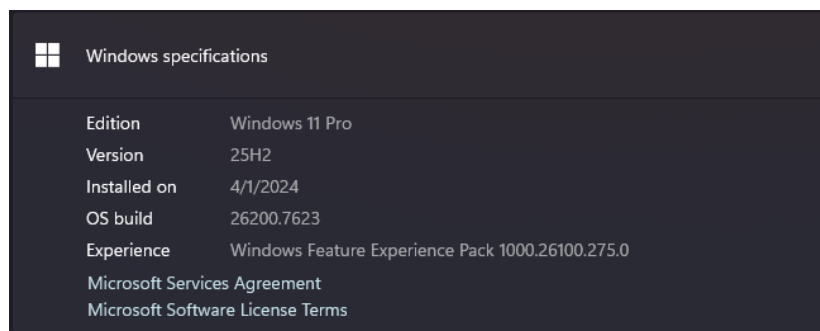 Windows specifications
Edition Windows 11 Pro
Version 25H2
Installed on 4/1/2024
OS build 26200.7623
Experience Windows Feature Experience Pack 1000.26100.275.0
Microsoft Services Agreement
Microsoft Software License Terms